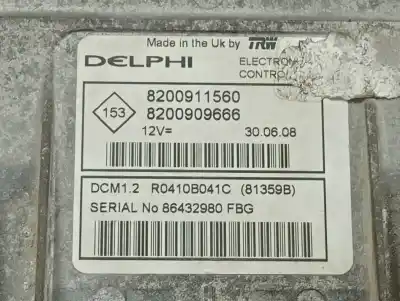 Made in the Uk by TRW
DELPHI
ELECTRON
CONTROL
153
8200911560
8200909666
12V= 30.06.08
DCM1.2 R0410B041C (81359B)
SERIAL No 86432980 FBG